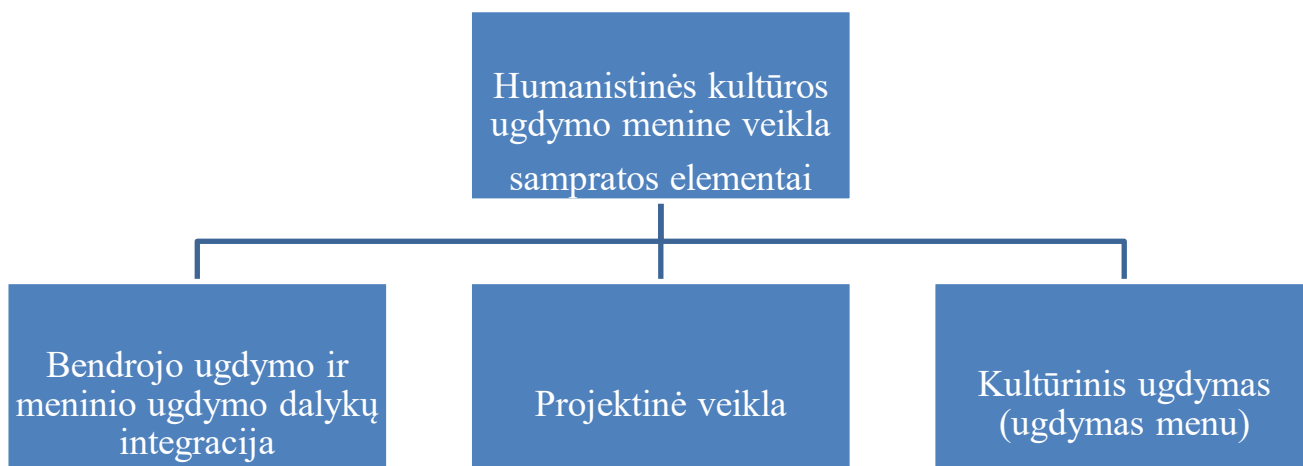 Humanistinės kultūros
ugdymo menine veikla
sampratos elementai
Bendrojo ugdymo ir
meninio ugdymo dalykų
integracija
Projektinė veikla
Kultūrinis ugdymas
(ugdymas menu)